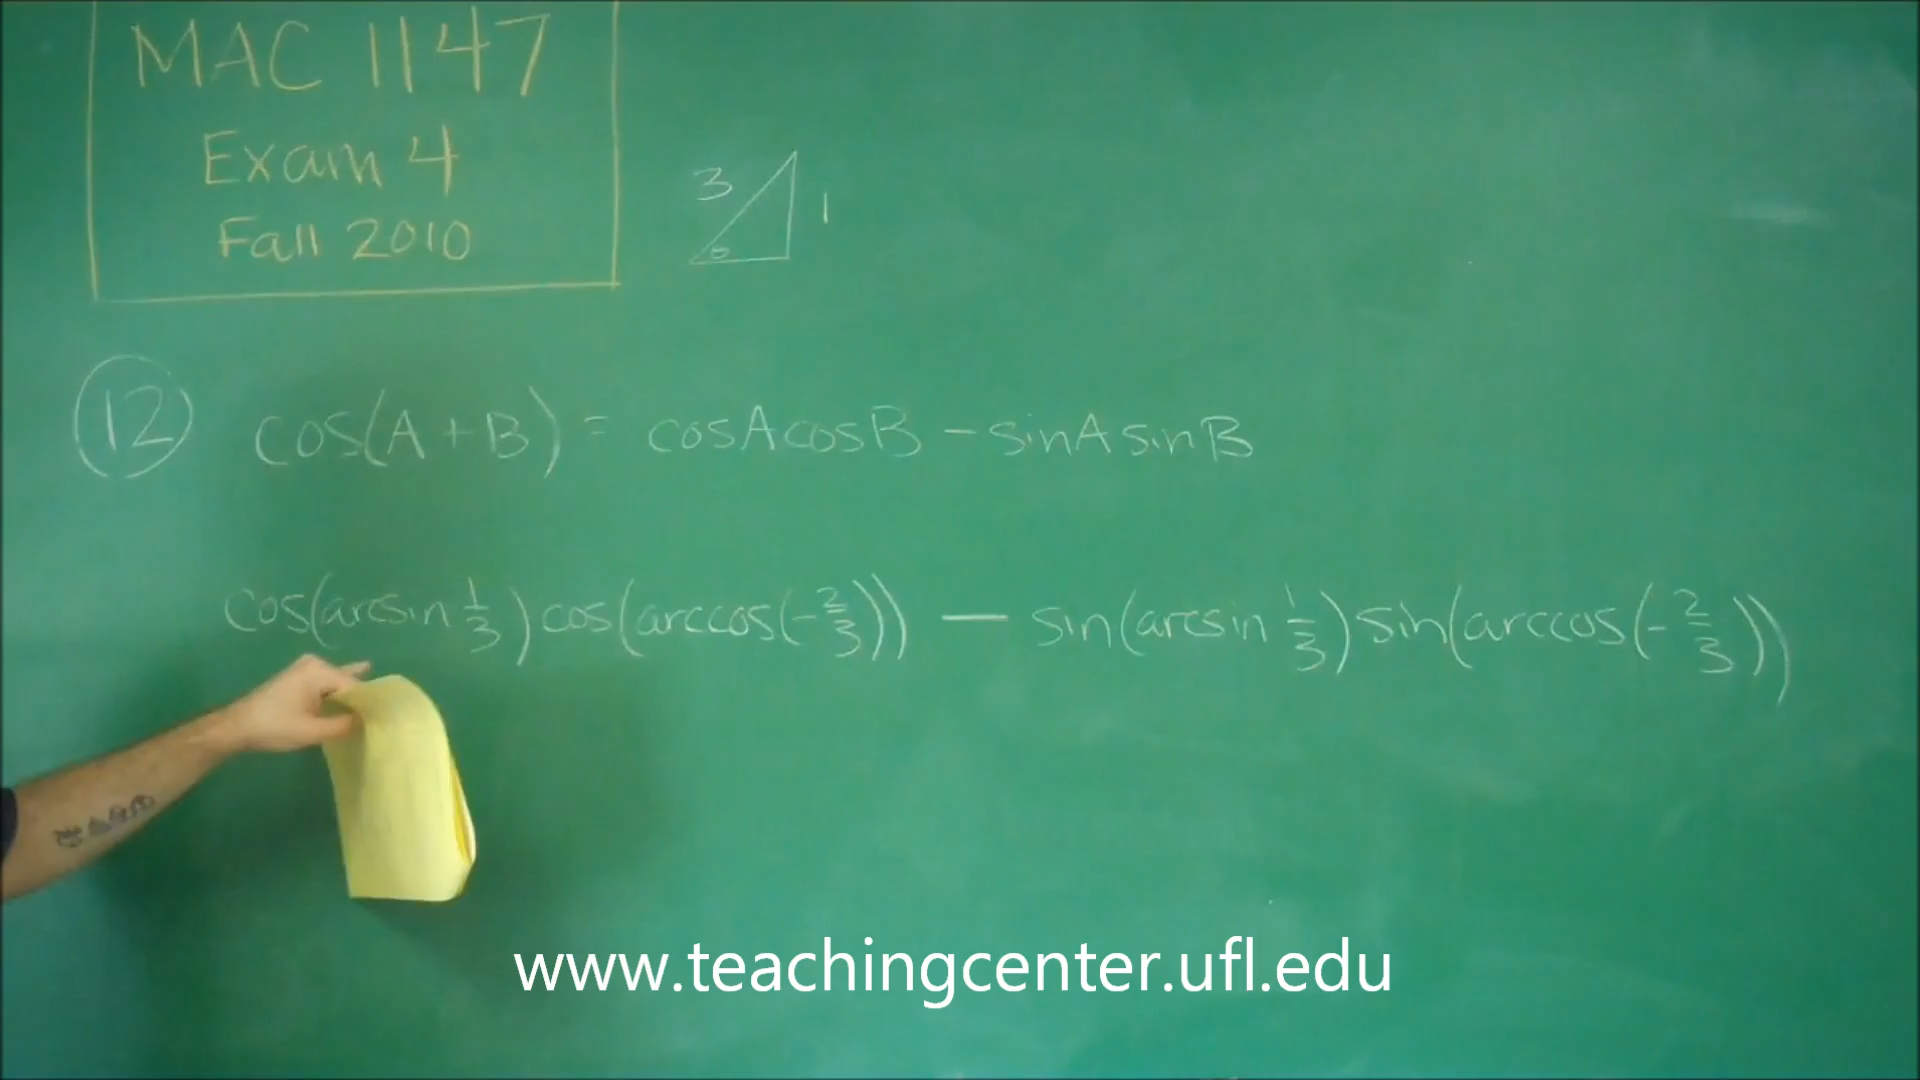 MAC 1147
Exam 4
Fall 2010
3
1
θ
12 cos(A+B) = cosAcosB - sinAsinB
cos(arcsin 1/3)cos(arccos(-2/3)) — sin(arcsin 1/3)sin(arccos(-2/3))
www.teachingcenter.ufl.edu